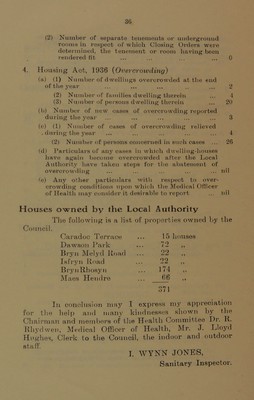 26
(2) Number of separate tenements or underground
rooms in respect of which Closing Orders were
determined, the tenement or room having been
rendered fit ... ... ... 6
4. Housing Act, 1936 (Overcrowding)
(a) (1) Number of dwellings overcrowded at the end
of the year ... ... ... 2
(2) Number of families dwelling therein ... 4
(3) Number of persons dwelling therein 20
(b) Number of new cases of overcrowding reported
during the year ... ... ... 3
(c) (1) Number of cases of overcrowding relieved
during the year ... ... ... 4
(2) Number of persons concerned in such cases ... 26
(d) Particulars of any cases in which dwelling-houses
have again become overcrowded after the Local
Authority have taken steps for the abatement of
overcrowding ... ... ... nil
(e) Any other particulars with respect to over-
crowding conditions upon which the Medical Officer
of Health may consider it desirable to report ... nil
Houses owned by the Local Authority
The following is a list of properties owned by the
Council.
Caradoc Terrace ... 15 houses
Dawson Park ... 72 ,,
Bryn Melyd Road ... 22 ,,
Isfryn Road ... 22 ,,
BrynRhosyn ... 174 ,,
Maes Hendre ... 66 ,,
371
In conclusion may I express my appreciation
for the help and many kindnesses shown by the
Chairman and members of the Health Committee Dr. R.
Rhydwen, Medical Officer of Health, Mr. J. Lloyd
Hughes, Clerk to the Council, the indoor and outdoor
staff.
I. WYNN JONES,
Sanitary Inspector.